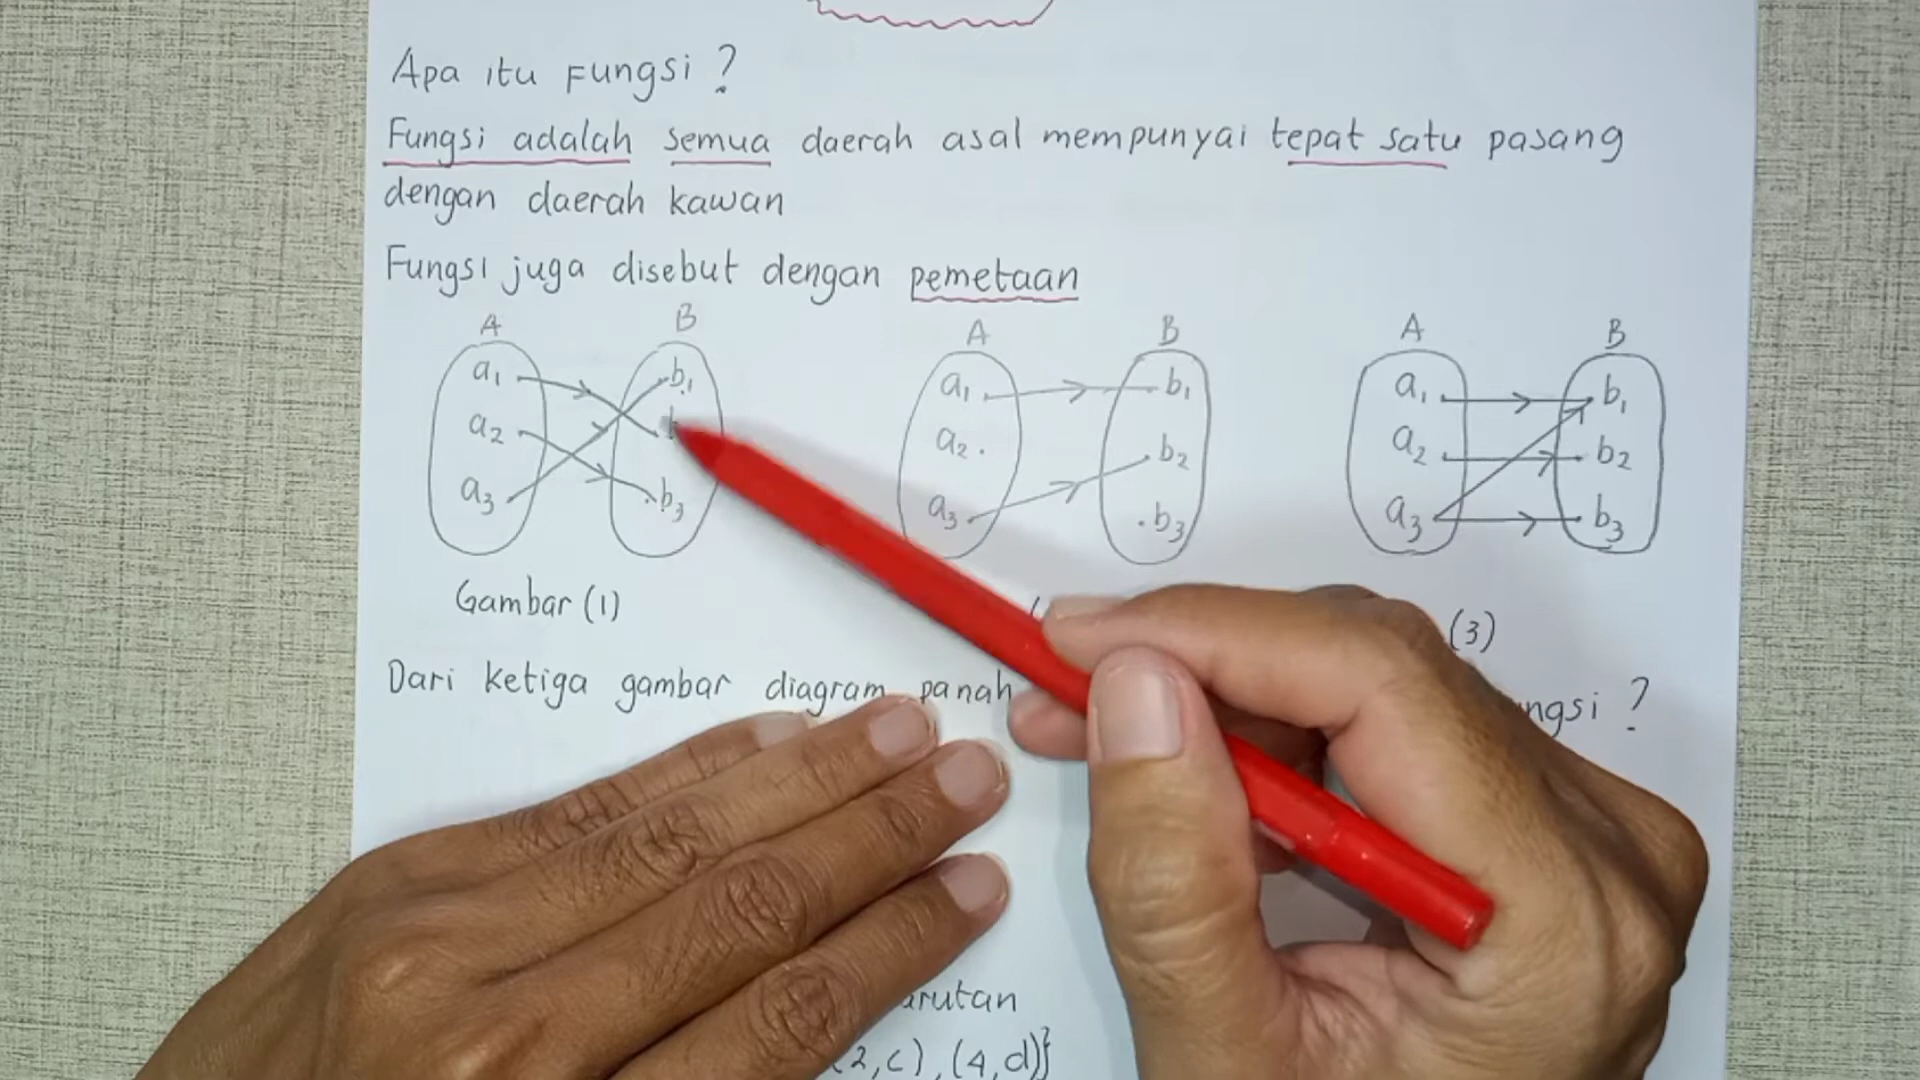 Apa itu Fungsi ?
Fungsi adalah semua daerah asal mempunyai tepat satu pasang
dengan daerah kawan
Fungsi juga disebut dengan pemetaan
A B A B A B
a1 b1 a1 b1 a1 b1
a2 a2 b2 a2 b2
a3 b3 a3 b3 a3 b3
Gambar (1) (3)
Dari ketiga gambar diagram panah ?
2,c), (4,d)}